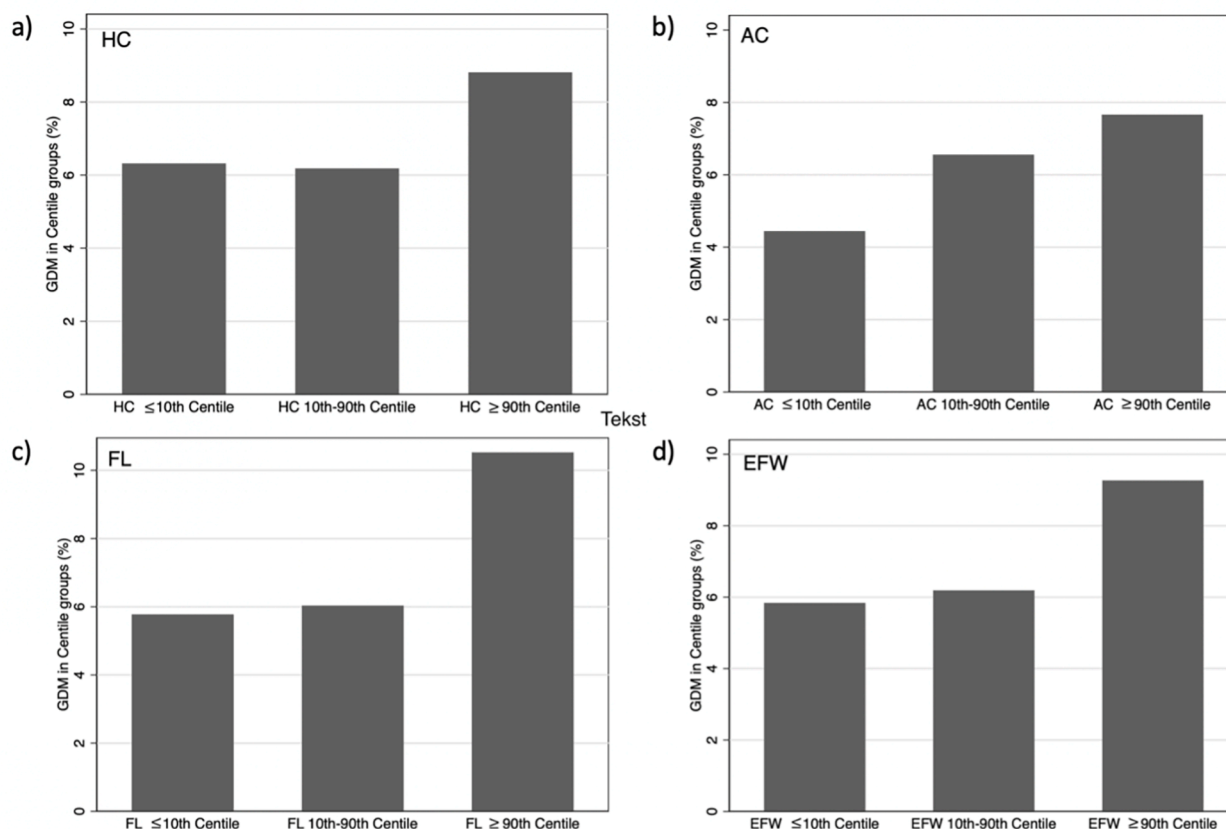 a)
HC
GDM in Centile groups (%)
10
8
6
4
2
0
HC ≤10th Centile
HC 10th-90th Centile
HC ≥ 90th Centile
b)
AC
GDM in Centile groups (%)
10
8
6
4
2
0
AC ≤10th Centile
AC 10th-90th Centile
AC ≥ 90th Centile
Tekst
c)
FL
GDM in Centile groups (%)
10
8
6
4
2
0
FL ≤10th Centile
FL 10th-90th Centile
FL ≥ 90th Centile
d)
EFW
GDM in Centile groups (%)
10
8
6
4
2
0
EFW ≤10th Centile
EFW 10th-90th Centile
EFW ≥90th Centile